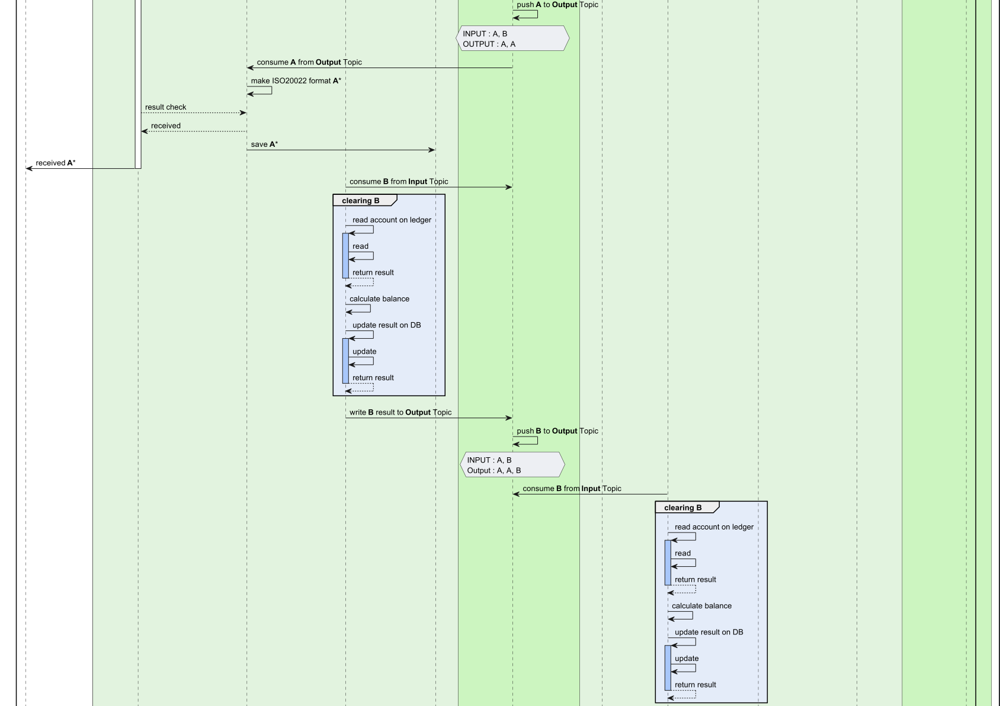 push A to Output Topic
INPUT : A, B
OUTPUT : A, A
consume A from Output Topic
make ISO20022 format A*
result check
received
save A*
received A*
consume B from Input Topic
clearing B
read account on ledger
read
return result
calculate balance
update result on DB
update
return result
write B result to Output Topic
push B to Output Topic
INPUT : A, B
Output : A, A, B
consume B from Input Topic
clearing B
read account on ledger
read
return result
calculate balance
update result on DB
update
return result